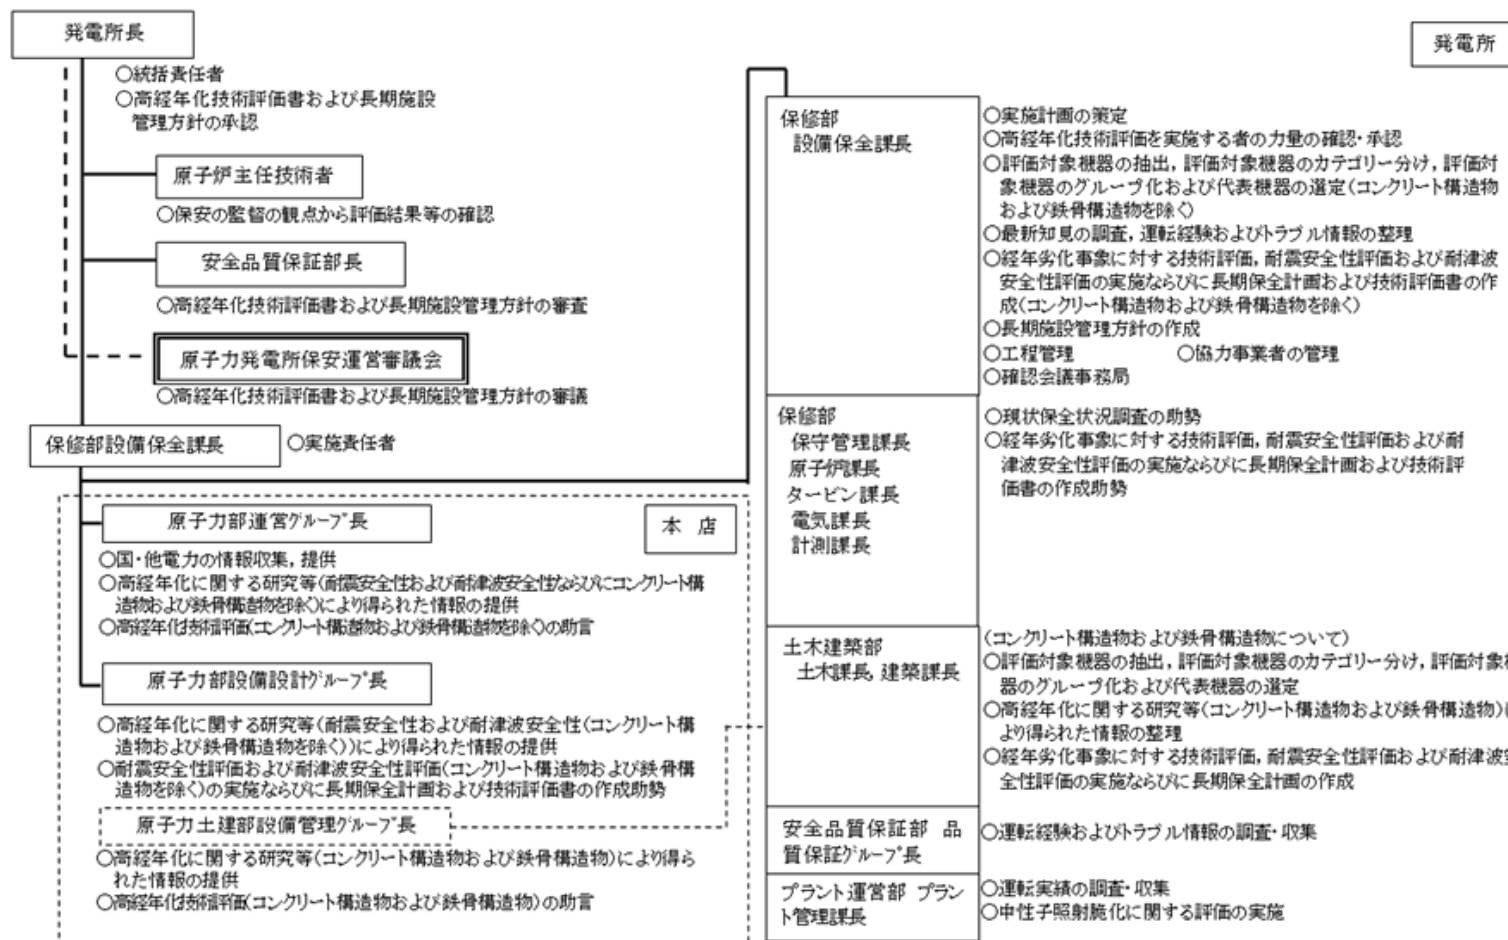 発電所長
○統括責任者
○高経年化技術評価書および長期施設
管理方針の承認
原子炉主任技術者
○保安の監督の観点から評価結果等の確認
安全品質保証部長
○高経年化技術評価書および長期施設管理方針の審査
原子力発電所保安運営審議会
○高経年化技術評価書および長期施設管理方針の審議
保修部設備保全課長
○実施責任者
原子力部運営グループ長
本 店
○国・他電力の情報収集，提供
○高経年化に関する研究等(耐震安全性および耐津波安全性ならびにコンクリート構
造物および鉄骨構造物を除く)により得られた情報の提供
○高経年化技術評価(コンクリート構造物および鉄骨構造物を除く)の助言
原子力部設備設計グループ長
○高経年化に関する研究等(耐震安全性および耐津波安全性(コンクリート構
造物および鉄骨構造物を除く))により得られた情報の提供
○耐震安全性評価および耐津波安全性評価(コンクリート構造物および鉄骨構
造物を除く)の実施ならびに長期保全計画および技術評価書の作成助勢
原子力土建部設備管理グループ長
○高経年化に関する研究等(コンクリート構造物および鉄骨構造物)により得ら
れた情報の提供
○高経年化技術評価(コンクリート構造物および鉄骨構造物)の助言
発電所
保修部
設備保全課長
○実施計画の策定
○高経年化技術評価を実施する者の力量の確認・承認
○評価対象機器の抽出，評価対象機器のカテゴリー分け，評価対
象機器のグループ化および代表機器の選定(コンクリート構造物
および鉄骨構造物を除く)
○最新知見の調査，運転経験およびトラブル情報の整理
○経年劣化事象に対する技術評価，耐震安全性評価および耐津波
安全性評価の実施ならびに長期保全計画および技術評価書の作
成(コンクリート構造物および鉄骨構造物を除く)
○長期施設管理方針の作成
○工程管理 ○協力事業者の管理
○確認会議事務局
保修部
保守管理課長
原子炉課長
タービン課長
電気課長
計測課長
○現状保全状況調査の助勢
○経年劣化事象に対する技術評価，耐震安全性評価および耐
津波安全性評価の実施ならびに長期保全計画および技術評
価書の作成助勢
土木建築部
土木課長，建築課長
(コンクリート構造物および鉄骨構造物について)
○評価対象機器の抽出，評価対象機器のカテゴリー分け，評価対象
器のグループ化および代表機器の選定
○高経年化に関する研究等(コンクリート構造物および鉄骨構造物)
より得られた情報の整理
○経年劣化事象に対する技術評価，耐震安全性評価および耐津波
全性評価の実施ならびに長期保全計画の作成
安全品質保証部 品
質保証グループ長
○運転経験およびトラブル情報の調査・収集
プラント運営部 プラン
ト管理課長
○運転実績の調査・収集
○中性子照射脆化に関する評価の実施